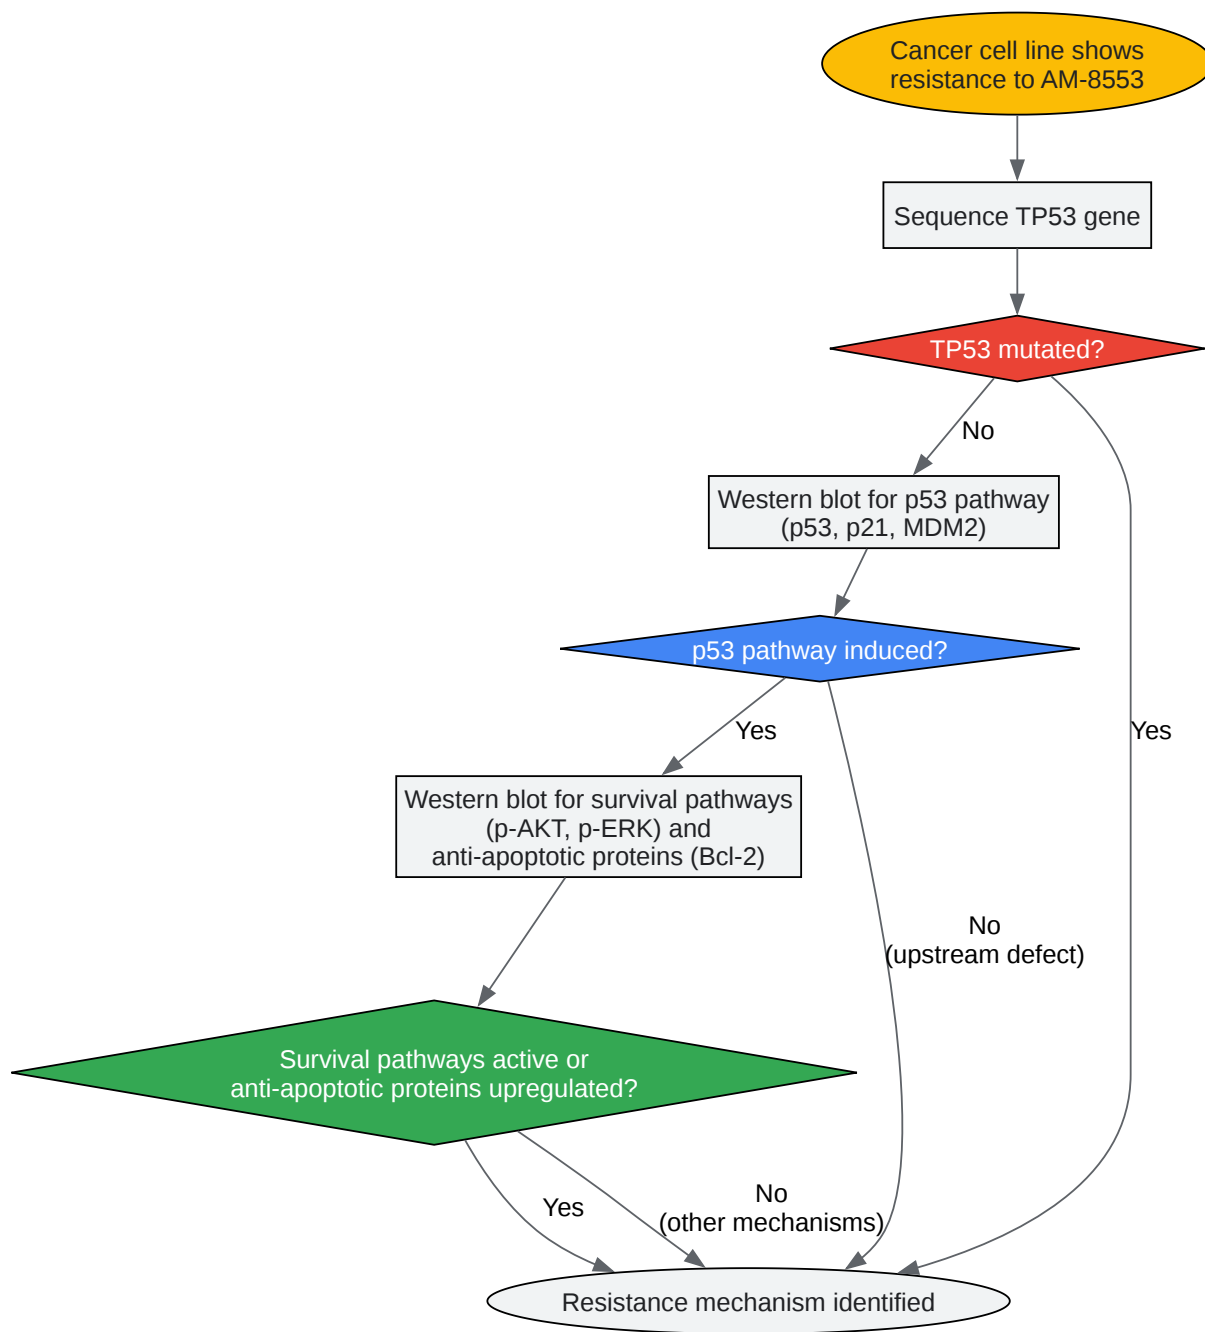 Cancer cell line shows
resistance to AM-8553
Sequence TP53 gene
TP53 mutated?
No
Western blot for p53 pathway
(p53, p21, MDM2)
p53 pathway induced?
Yes
Yes
Western blot for survival pathways
(p-AKT, p-ERK) and
anti-apoptotic proteins (Bcl-2)
No
(upstream defect)
Survival pathways active or
anti-apoptotic proteins upregulated?
Yes
No
(other mechanisms)
Resistance mechanism identified